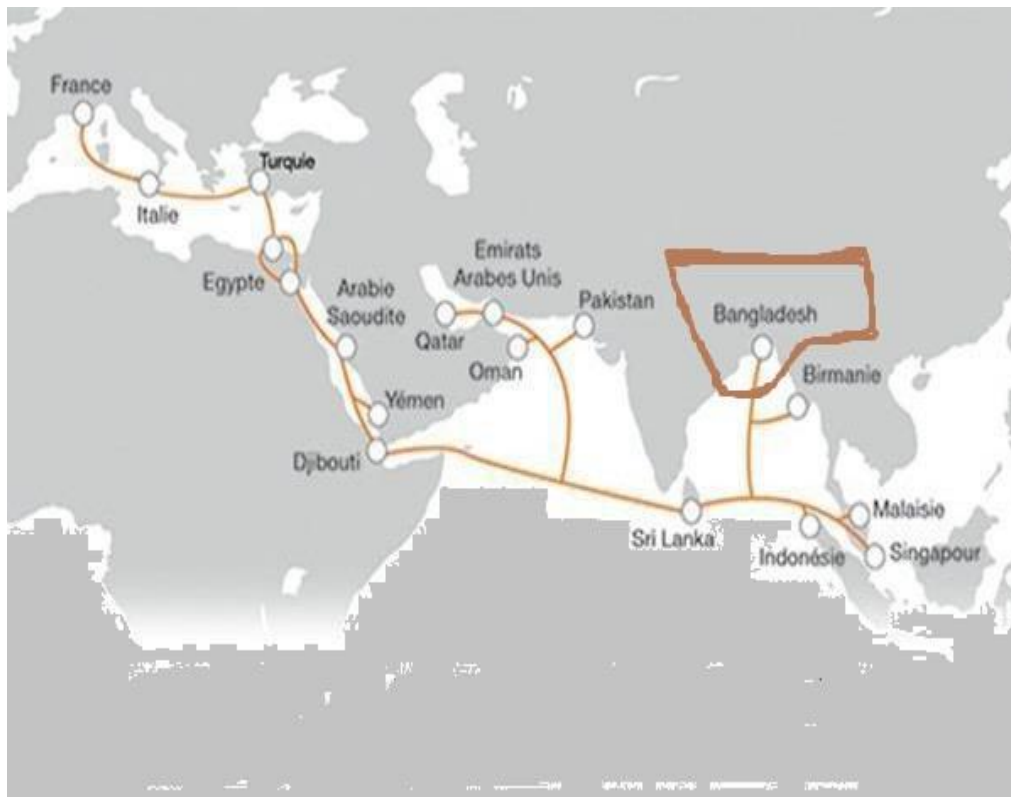 France
Turquie
Italie
Egypte
Arabie
Saoudite
Emirats
Arabes Unis
Qatar
Oman
Pakistan
Bangladesh
Birmanie
Yémen
Djibouti
Sri Lanka
Indonésie
Malaisie
Singapour